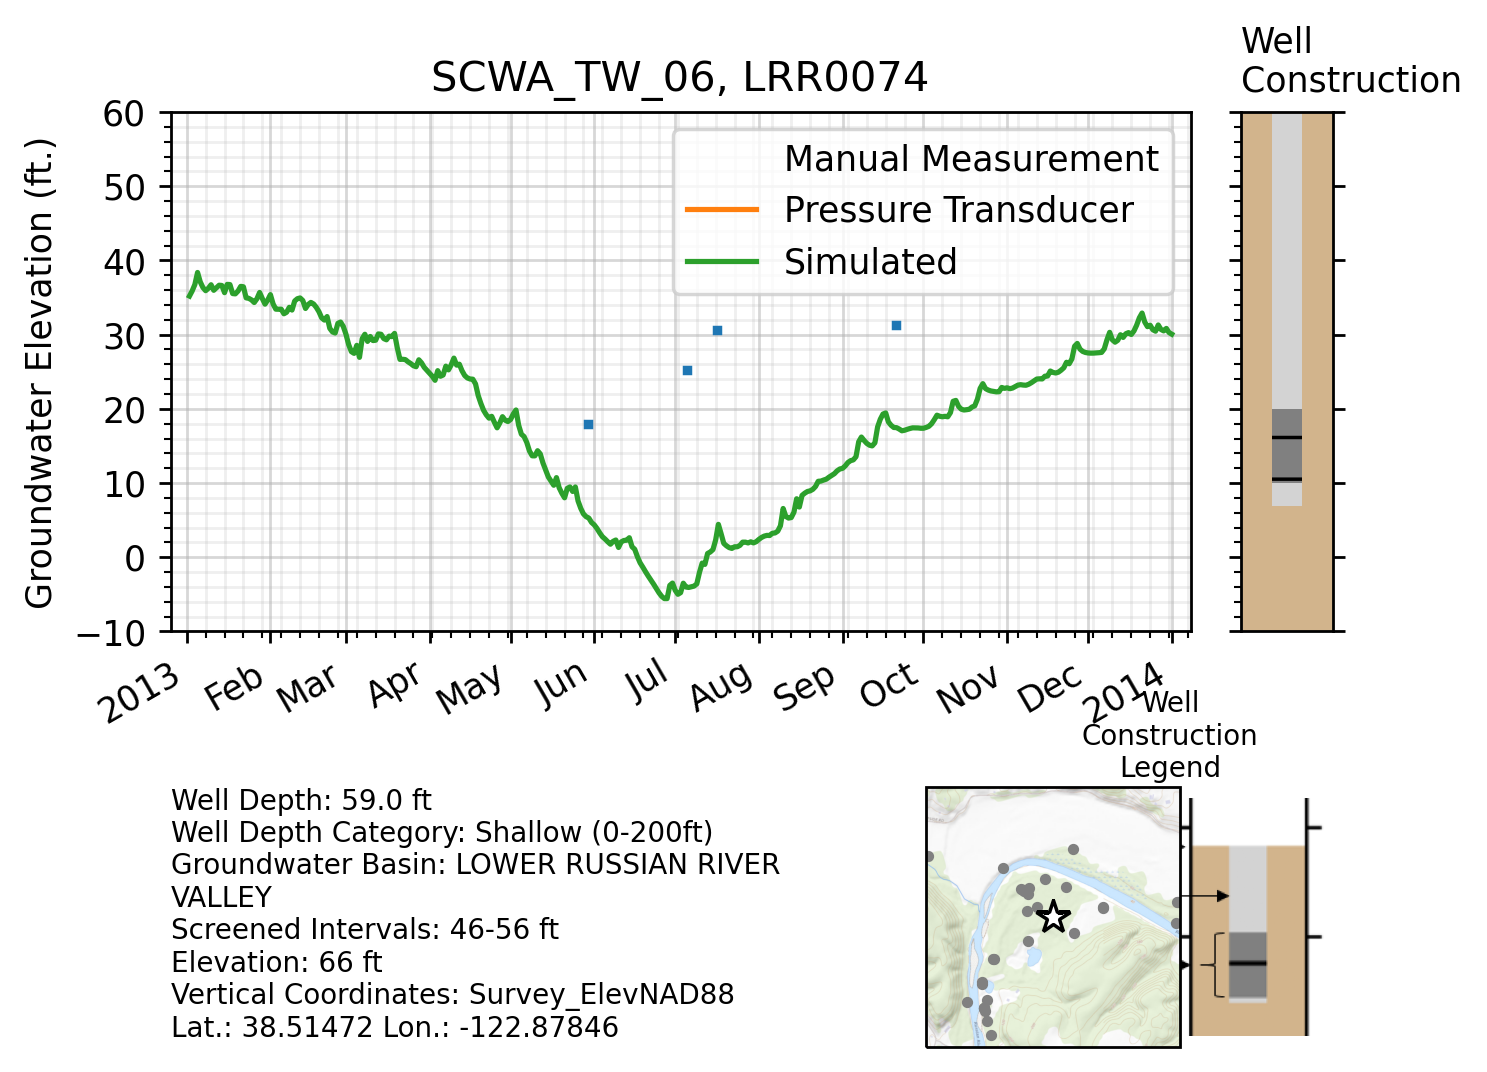 Well
Construction
SCWA_TW_06, LRR0074
Groundwater Elevation (ft.)
60
50
40
30
20
10
0
−10
Manual Measurement
Pressure Transducer
Simulated
2013
Feb
Mar
Apr
May
Jun
Jul
Aug
Sep
Oct
Nov
Dec
2014
Well
Construction
Legend
Well Depth: 59.0 ft
Well Depth Category: Shallow (0-200ft)
Groundwater Basin: LOWER RUSSIAN RIVER
VALLEY
Screened Intervals: 46-56 ft
Elevation: 66 ft
Vertical Coordinates: Survey_ElevNAD88
Lat.: 38.51472 Lon.: -122.87846